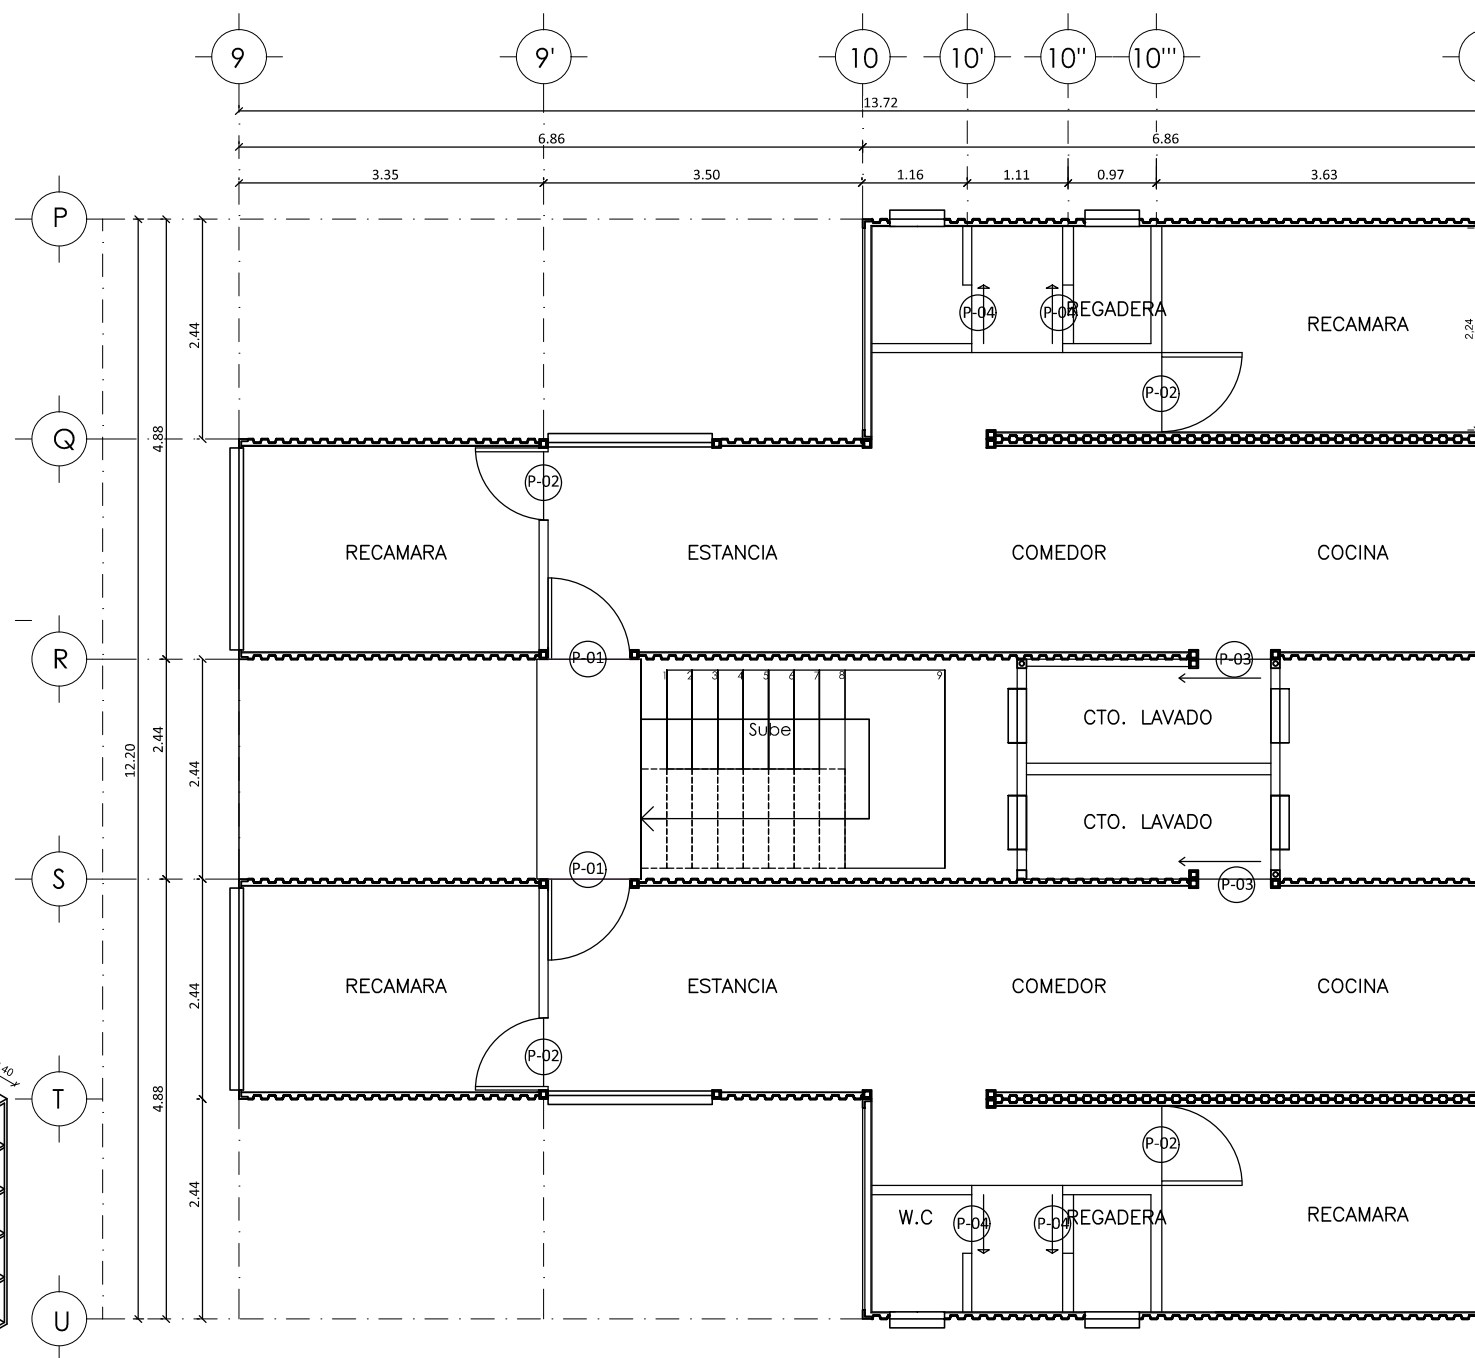 9 9' 10 10' 10" 10'''
13.72
6.86 6.86
3.35 3.50 1.16 1.11 0.97 3.63
P
P-04 REGADERA
RECAMARA
2.24
2.44
P-02
Q
4.88
P-02
RECAMARA ESTANCIA COMEDOR COCINA
R
P-01 P-03
1 2 3 4 5 6 7 8 9
CTO. LAVADO
Sube
2.44
12.20
2.44
CTO. LAVADO
P-01
S
P-03
RECAMARA ESTANCIA COMEDOR COCINA
2.44
P-02
40
T
4.88
P-02
2.44
W.C P-04 P-04 REGADERA RECAMARA
U